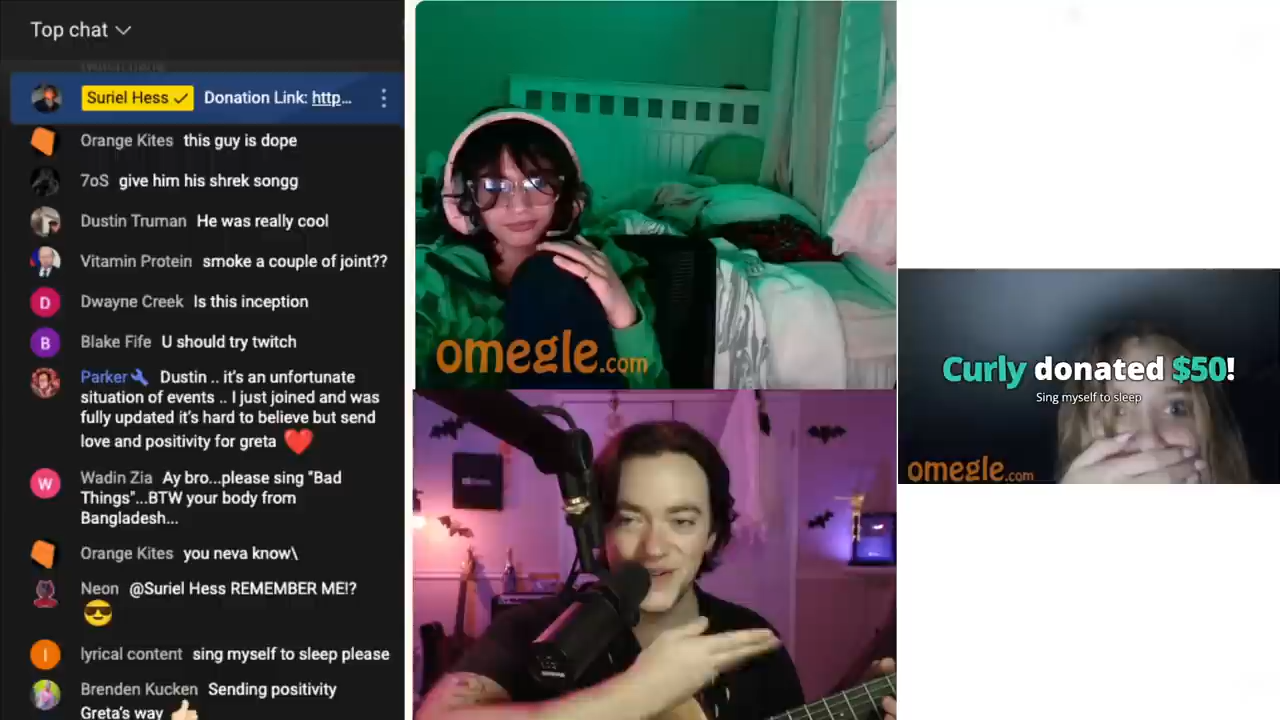 Top chat
Suriel Hess Donation Link: http...
Orange Kites this guy is dope
7oS give him his shrek songg
Dustin Truman He was really cool
Vitamin Protein smoke a couple of joint??
D Dwayne Creek Is this inception
B Blake Fife U should try twitch
Parker Dustin .. it's an unfortunate
situation of events .. I just joined and was
fully updated it's hard to believe but send
love and positivity for greta ❤️
W Wadin Zia Ay bro...please sing "Bad
Things"...BTW your body from
Bangladesh...
Orange Kites you neva know\
Neon @Suriel Hess REMEMBER ME!?
😎
l lyrical content sing myself to sleep please
Brenden Kucken Sending positivity
Greta's way 👍🏻
omegle.com
Curly donated $50!
Sing myself to sleep
omegle.com